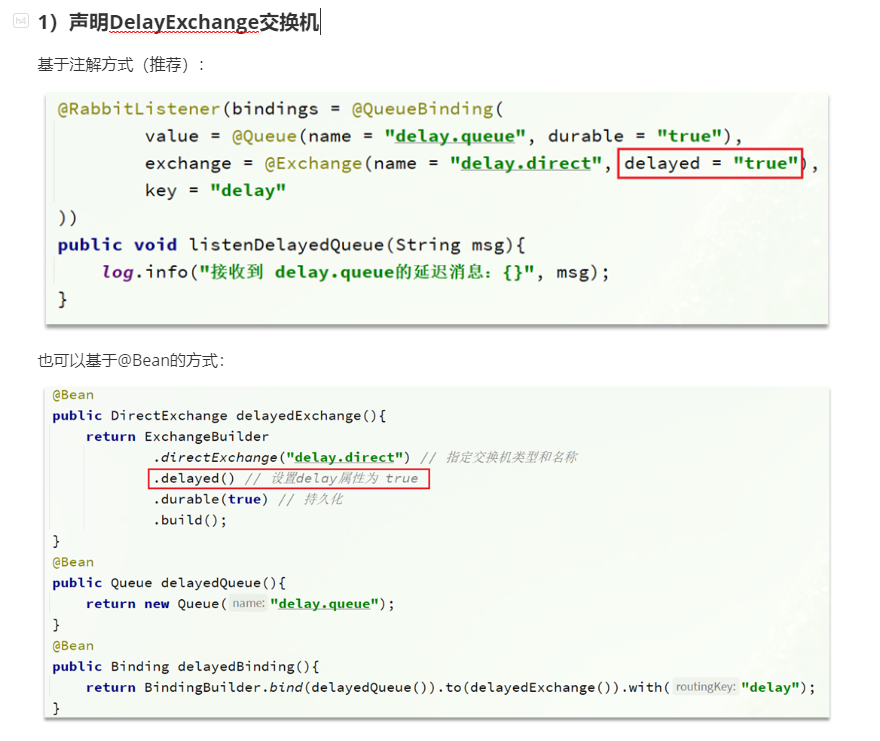 h4
1）声明DelayExchange交换机
基于注解方式（推荐）：
@RabbitListener(bindings = @QueueBinding(
value = @Queue(name = "delay.queue", durable = "true"),
exchange = @Exchange(name = "delay.direct", delayed = "true"),
key = "delay"
))
public void listenDelayedQueue(String msg){
log.info("接收到 delay.queue的延迟消息：{}", msg);
}
也可以基于@Bean的方式：
@Bean
public DirectExchange delayedExchange(){
return ExchangeBuilder
.directExchange("delay.direct") // 指定交换机类型和名称
.delayed() // 设置delay属性为 true
.durable(true) // 持久化
.build();
}
@Bean
public Queue delayedQueue(){
return new Queue( name: "delay.queue");
}
@Bean
public Binding delayedBinding(){
return BindingBuilder.bind(delayedQueue()).to(delayedExchange()).with( routingKey: "delay");
}